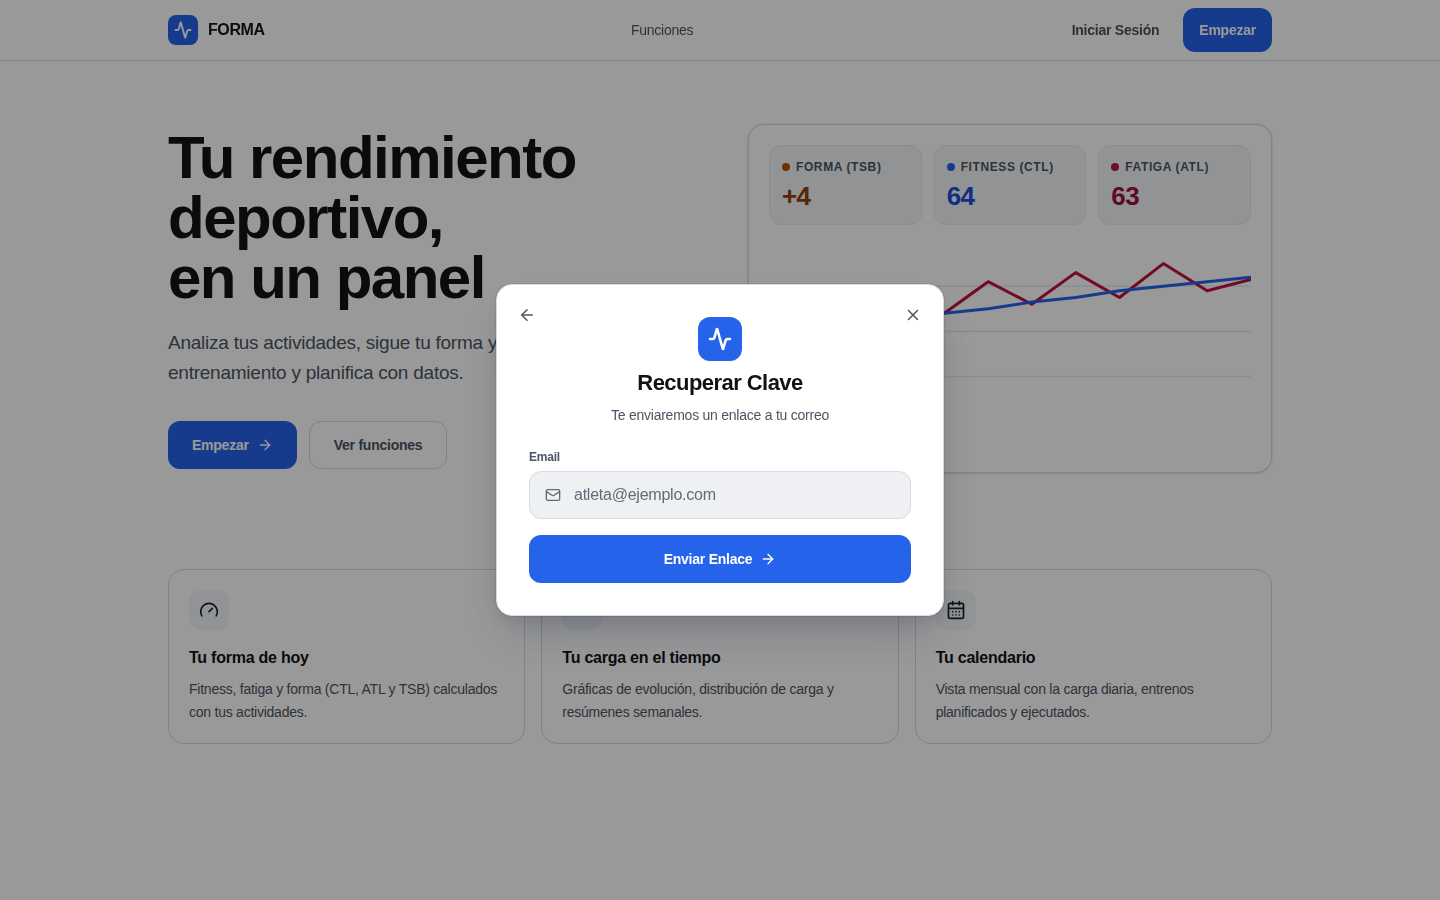 FORMA
Funciones
Iniciar Sesión
Empezar
Tu rendimiento
deportivo,
en un panel
Analiza tus actividades, sigue tu forma y
entrenamiento y planifica con datos.
Empezar
Ver funciones
FORMA (TSB)
+4
FITNESS (CTL)
64
FATIGA (ATL)
63
Recuperar Clave
Te enviaremos un enlace a tu correo
Email
atleta@ejemplo.com
Enviar Enlace
Tu forma de hoy
Fitness, fatiga y forma (CTL, ATL y TSB) calculados
con tus actividades.
Tu carga en el tiempo
Gráficas de evolución, distribución de carga y
resúmenes semanales.
Tu calendario
Vista mensual con la carga diaria, entrenos
planificados y ejecutados.